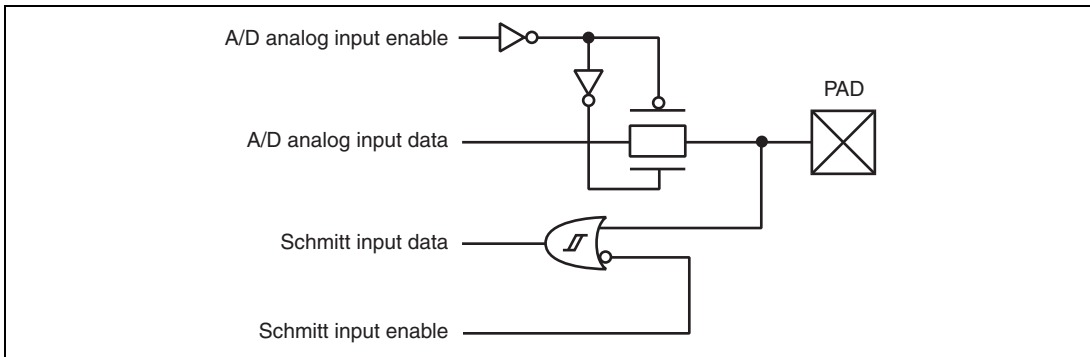 A/D analog input enable
PAD
A/D analog input data
Schmitt input data
Schmitt input enable